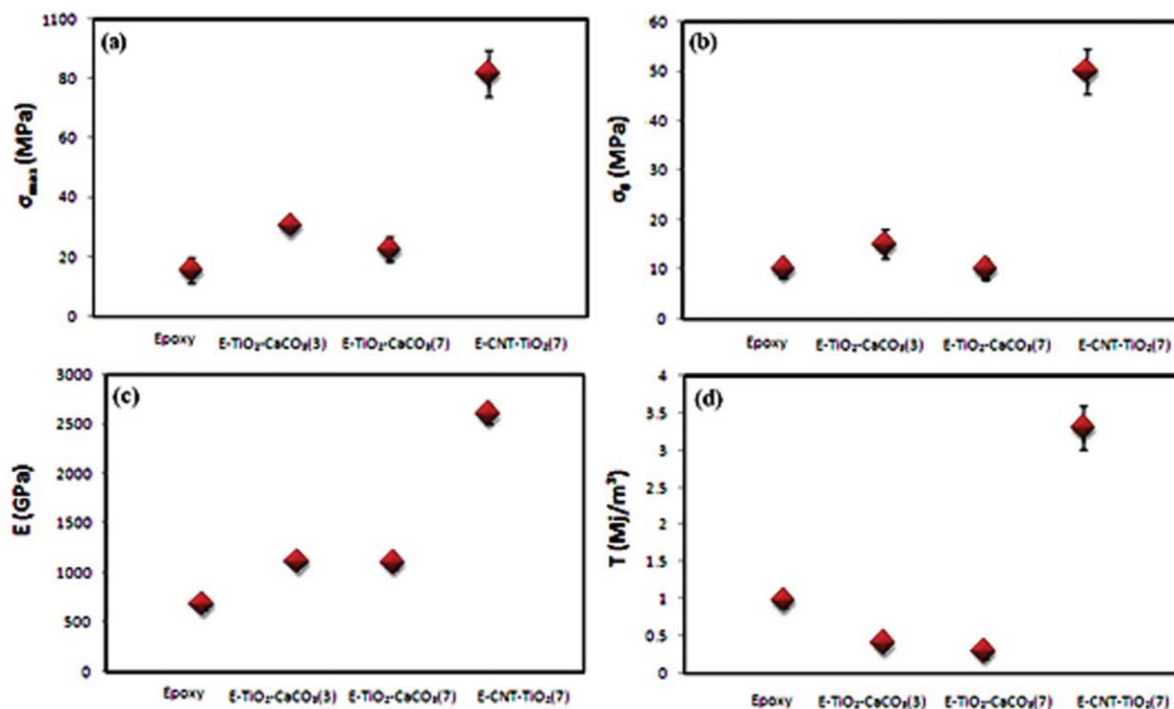 (a)
σmax (MPa)
1100
80
60
40
20
0
Epoxy E-TiO₂-CaCO₃(3) E-TiO₂-CaCO₃(7) E-CNT-TiO₂(7)
(b)
(MPa)
60
50
40
30
20
10
0
Epoxy E-TiO₂-CaCO₃(3) E-TiO₂-CaCO₃(7) E-CNT-TiO₂(7)
(c)
E (GPa)
3000
2500
2000
1500
1000
500
0
Epoxy E-TiO₂-CaCO₃(3) E-TiO₂-CaCO₃(7) E-CNT-TiO₂(7)
(d)
T (Mj/m³)
4
3.5
3
2.5
2
1.5
1
0.5
0
Epoxy E-TiO₂-CaCO₃(3) E-TiO₂-CaCO₃(7) E-CNT-TiO₂(7)